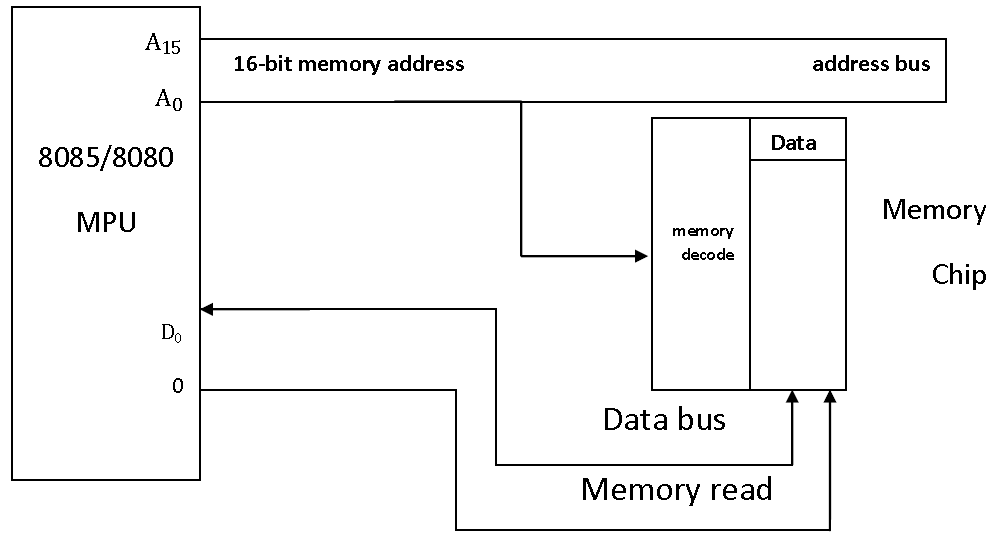 A15
16-bit memory address address bus
A0
8085/8080
MPU
Data
memory
decode
Memory
Chip
D0
0
Data bus
Memory read